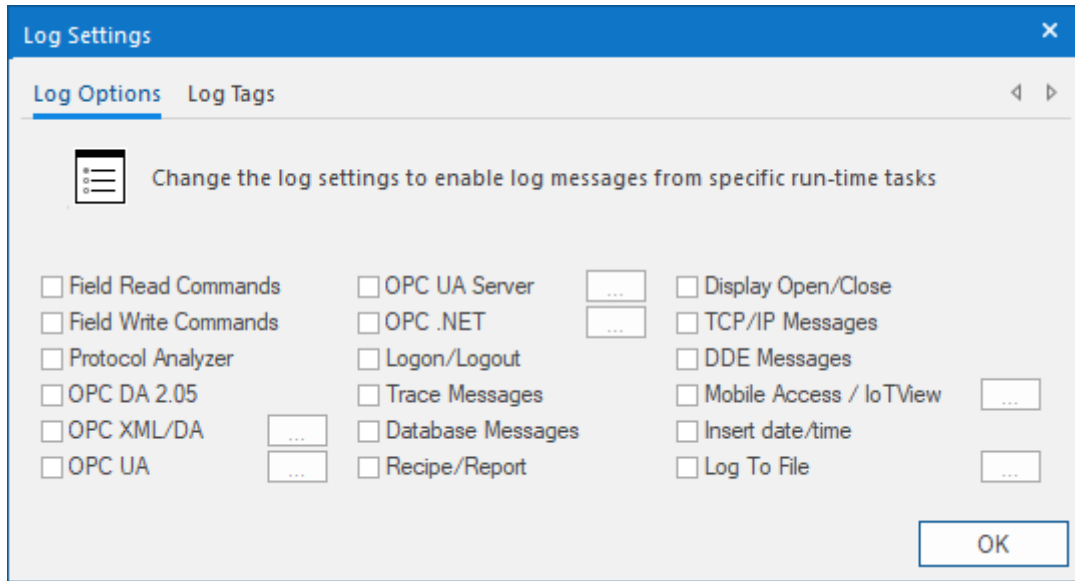 Log Settings
Log Options Log Tags
Change the log settings to enable log messages from specific run-time tasks
Field Read Commands OPC UA Server ... Display Open/Close
Field Write Commands OPC .NET ... TCP/IP Messages
Protocol Analyzer Logon/Logout DDE Messages
OPC DA 2.05 Trace Messages Mobile Access / IoTView ...
OPC XML/DA ... Database Messages Insert date/time
OPC UA ... Recipe/Report Log To File ...
OK